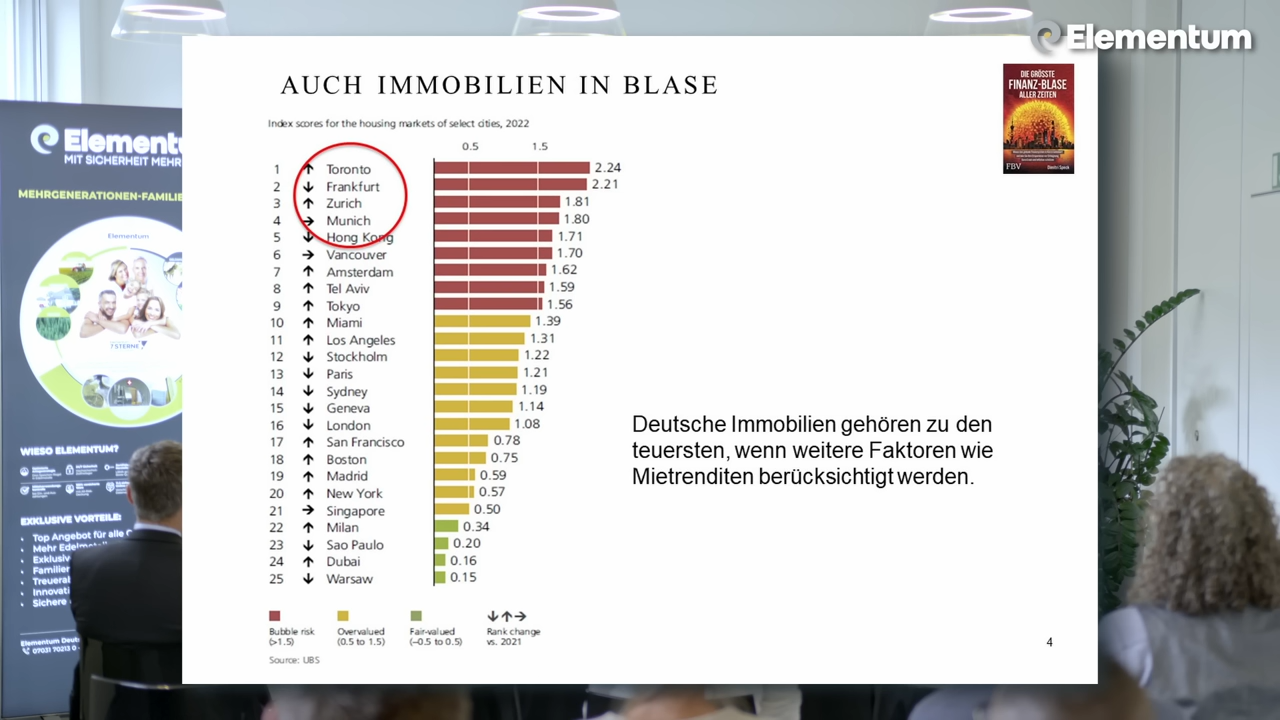 Elementum
AUCH IMMOBILIEN IN BLASE
DIE GRÖSSTE
FINANZ-BLASE
ALLER ZEITEN
FBV
Index scores for the housing markets of select cities, 2022
0.5 1.5
1 ↑ Toronto 2.24
2 ↓ Frankfurt 2.21
3 ↑ Zurich 1.81
4 → Munich 1.80
5 ↓ Hong Kong 1.71
6 → Vancouver 1.70
7 ↑ Amsterdam 1.62
8 ↑ Tel Aviv 1.59
9 ↑ Tokyo 1.56
10 ↑ Miami 1.39
11 ↑ Los Angeles 1.31
12 ↓ Stockholm 1.22
13 ↓ Paris 1.21
14 ↓ Sydney 1.19
15 ↓ Geneva 1.14
16 ↓ London 1.08
17 ↑ San Francisco 0.78
18 ↑ Boston 0.75
19 ↑ Madrid 0.59
20 ↑ New York 0.57
21 → Singapore 0.50
22 ↑ Milan 0.34
23 ↓ Sao Paulo 0.20
24 ↑ Dubai 0.16
25 ↓ Warsaw 0.15
Deutsche Immobilien gehören zu den
teuersten, wenn weitere Faktoren wie
Mietrenditen berücksichtigt werden.
Bubble risk Overvalued Fair-valued Rank change
(>1.5) (0.5 to 1.5) (−0.5 to 0.5) vs. 2021
Source: UBS
4
MIT SICHERHEIT MEHR
Elementum
7 STERNE
WIESO ELEMENTUM?
EXKLUSIVE VORTEILE:
Top Angebot für alle
Mehr
Sichere